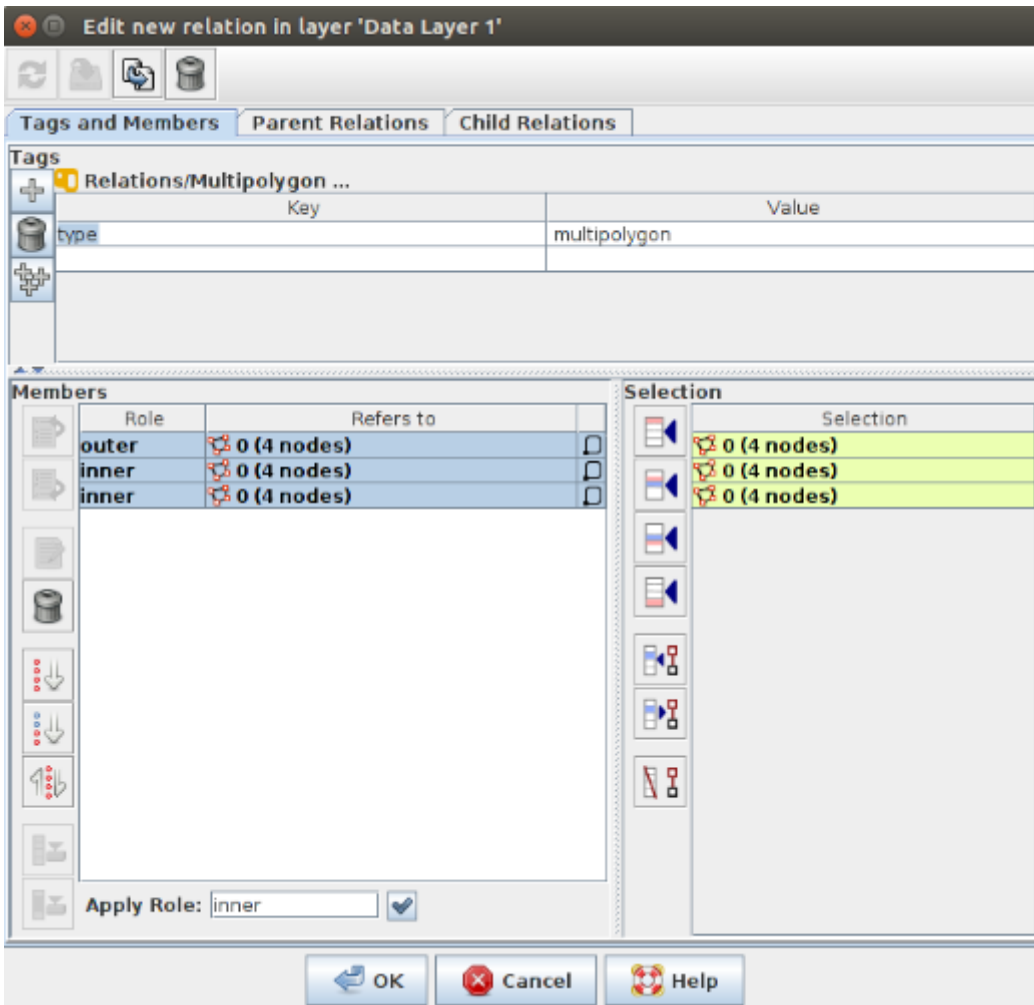 Edit new relation in layer 'Data Layer 1'
Tags and Members Parent Relations Child Relations
Tags
Relations/Multipolygon ...
Key Value
type multipolygon
Members Selection
Role Refers to Selection
outer 0 (4 nodes) 0 (4 nodes)
inner 0 (4 nodes) 0 (4 nodes)
inner 0 (4 nodes) 0 (4 nodes)
Apply Role: inner
OK Cancel Help